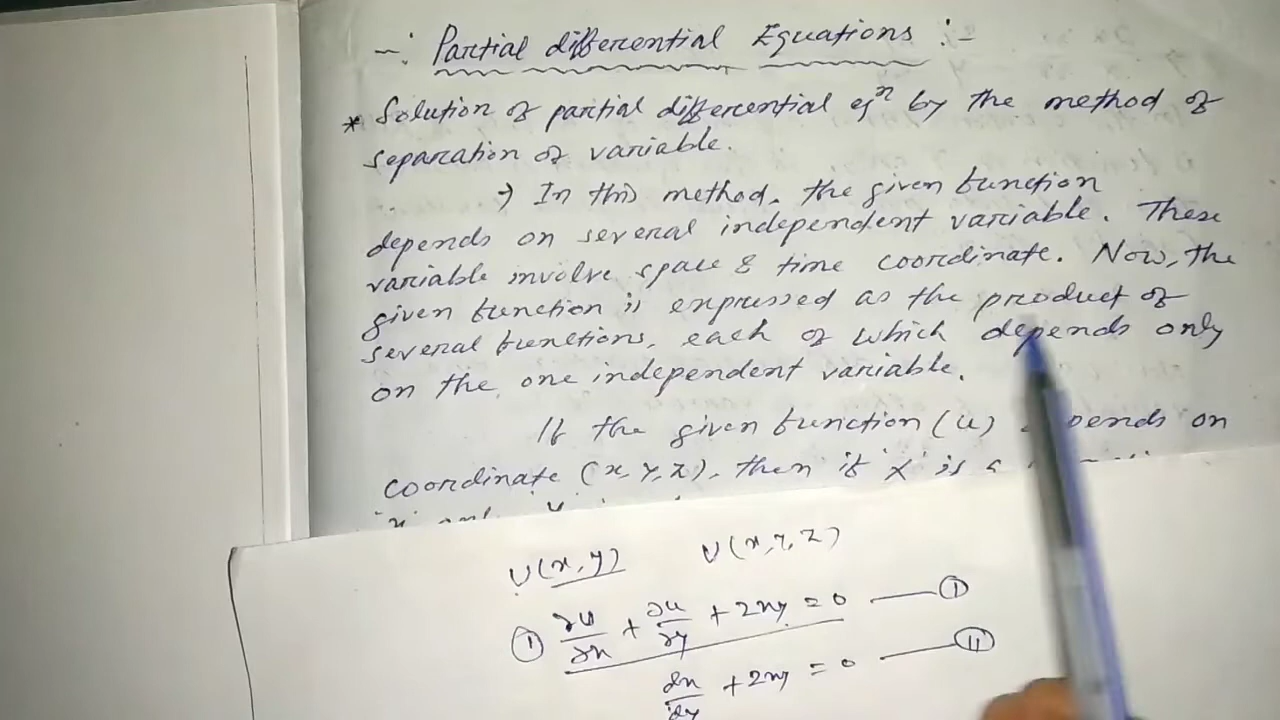 -: Partial differential Equations :-
* Solution of partial differential eqⁿ by the method of
separation of variable.
→ In this method, the given function
depends on several independent variable. These
variable involve space & time coordinate. Now, the
given function is expressed as the product of
several functions, each of which depends only
on the one independent variable.
If the given function (u) depends on
coordinate (x, y, z), then if 'x' is a
U(x, y) U(x, y, z)
① ∂u/∂x + ∂u/∂y + 2xy = 0 — ①
dx/dy + 2xy = 0 — ②